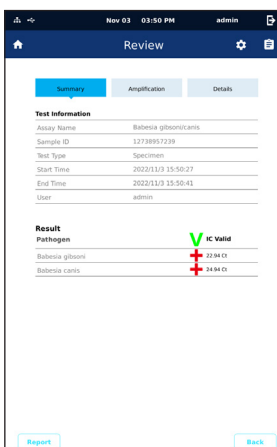 Nov 03 03:50 PM admin
Review
Summary Amplification Details
Test Information
Assay Name Babesia gibsoni/canis
Sample ID 12738957239
Test Type Specimen
Start Time 2022/11/3 15:50:27
End Time 2022/11/3 15:50:41
User admin
Result
Pathogen V IC Valid
Babesia gibsoni 22.94 Ct
Babesia canis 24.94 Ct
Report Back